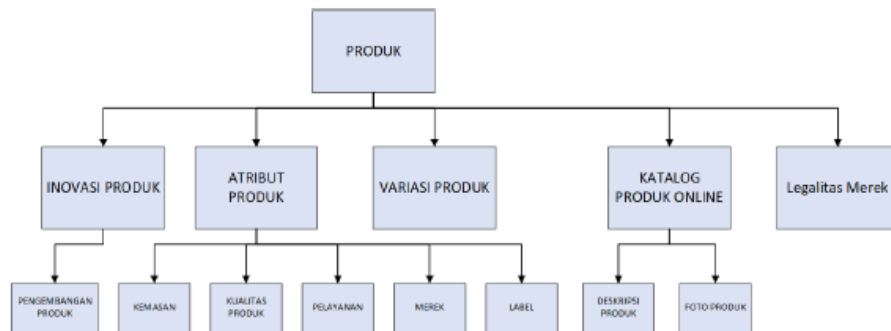 PRODUK
INOVASI PRODUK
ATRIBUT
PRODUK
VARIASI PRODUK
KATALOG
PRODUK ONLINE
Legalitas Merek
PENGEMBANGAN
PRODUK
KEMASAN
KUALITAS
PRODUK
PELAYANAN
MEREK
LABEL
DESKRIPSI
PRODUK
FOTO PRODUK